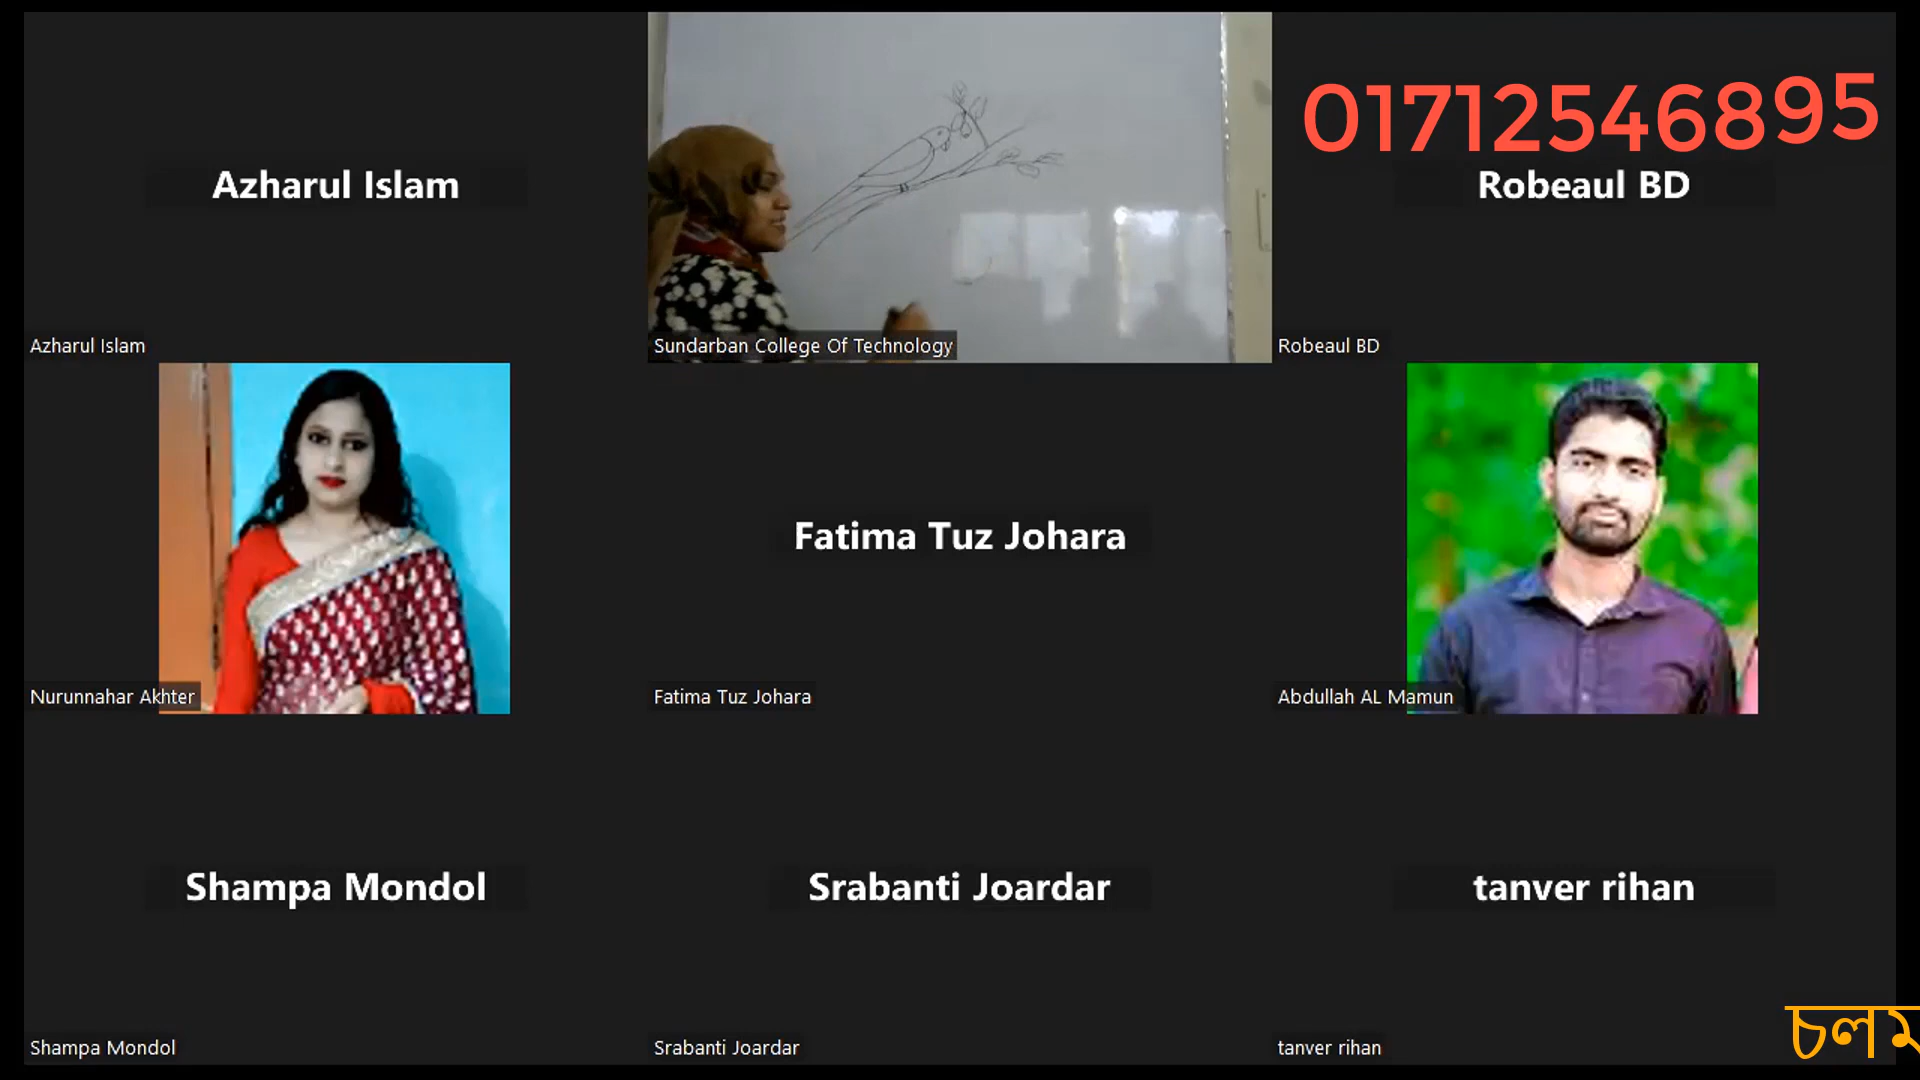 01712546895
Azharul Islam
Robeaul BD
Azharul Islam
Sundarban College Of Technology
Robeaul BD
Fatima Tuz Johara
Nurunnahar Akhter
Fatima Tuz Johara
Abdullah AL Mamun
Shampa Mondol
Srabanti Joardar
tanver rihan
Shampa Mondol
Srabanti Joardar
tanver rihan